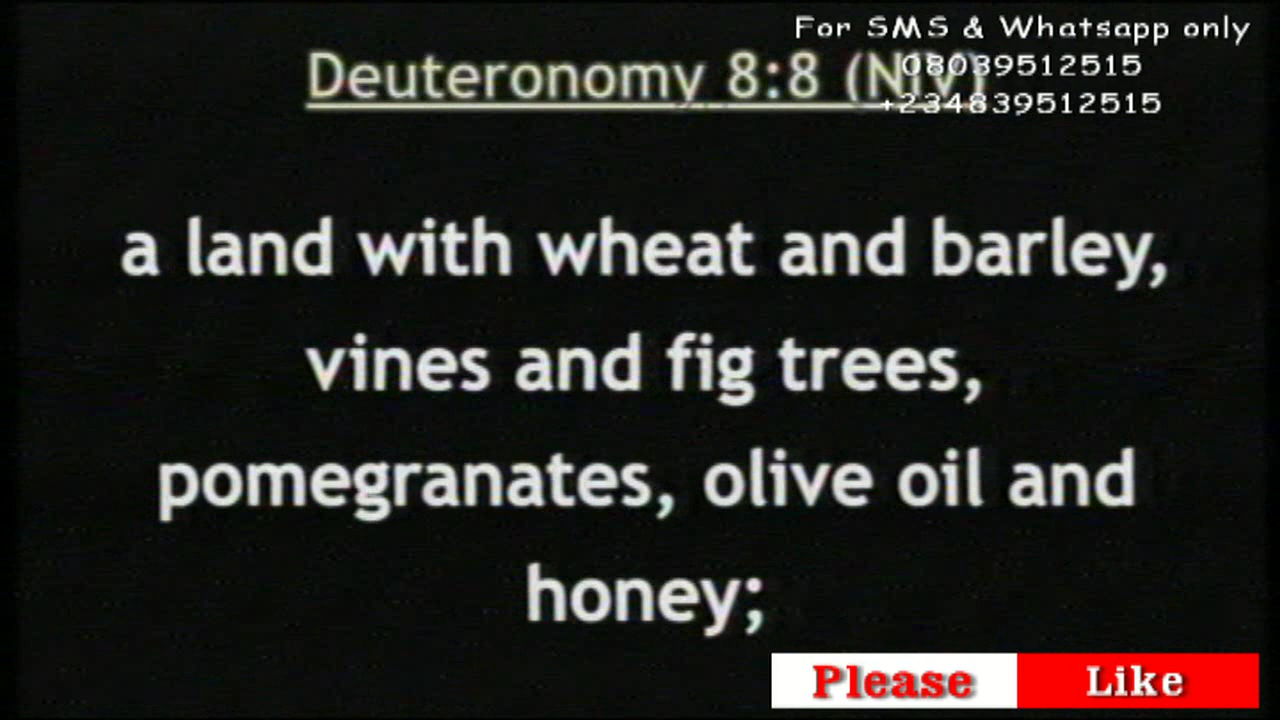 For SMS & Whatsapp only
08039512515
+234839512515
Deuteronomy 8:8 (NIV)
a land with wheat and barley,
vines and fig trees,
pomegranates, olive oil and
honey;
Please Like